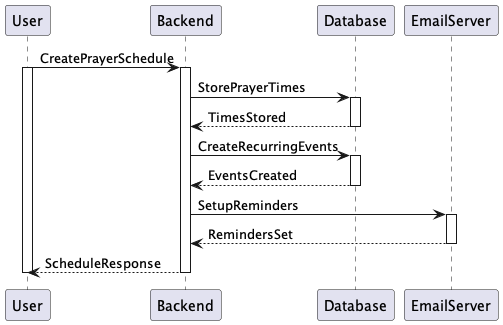 User Backend Database EmailServer
CreatePrayerSchedule
StorePrayerTimes
TimesStored
CreateRecurringEvents
EventsCreated
SetupReminders
RemindersSet
ScheduleResponse
User Backend Database EmailServer